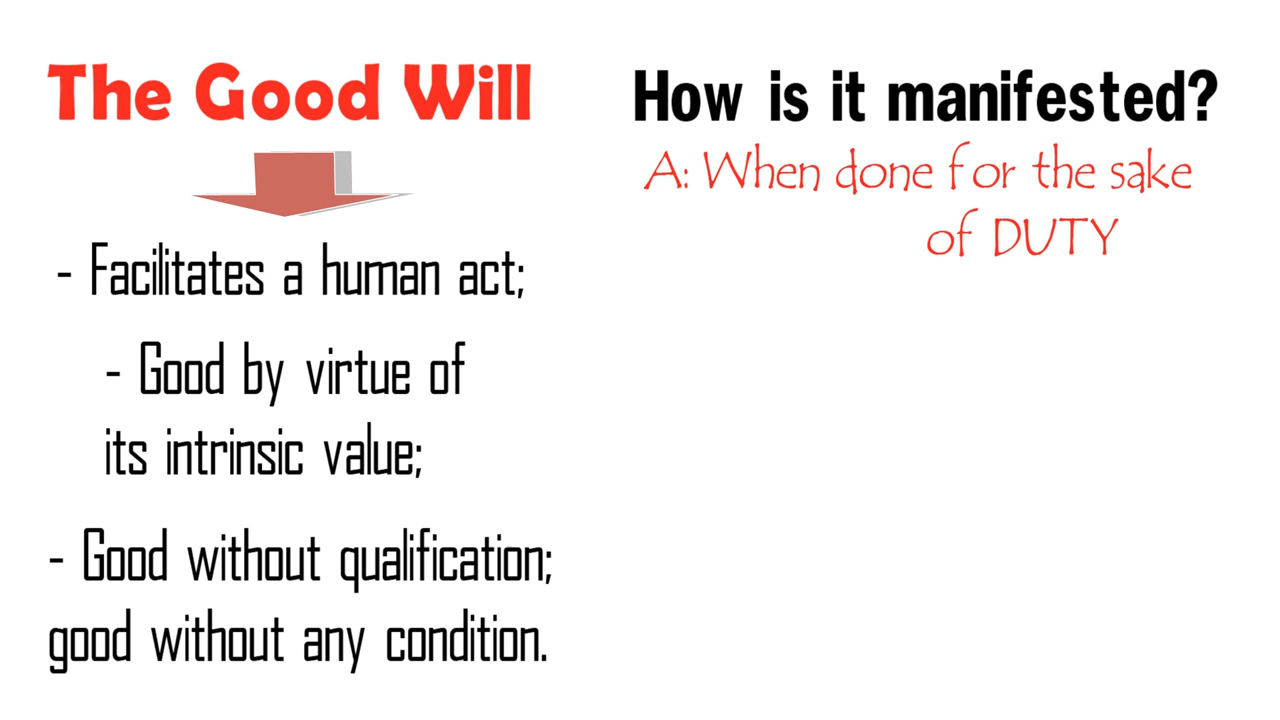 The Good Will
- Facilitates a human act;
- Good by virtue of
its intrinsic value;
- Good without qualification;
good without any condition.
How is it manifested?
A: When done for the sake
of DUTY